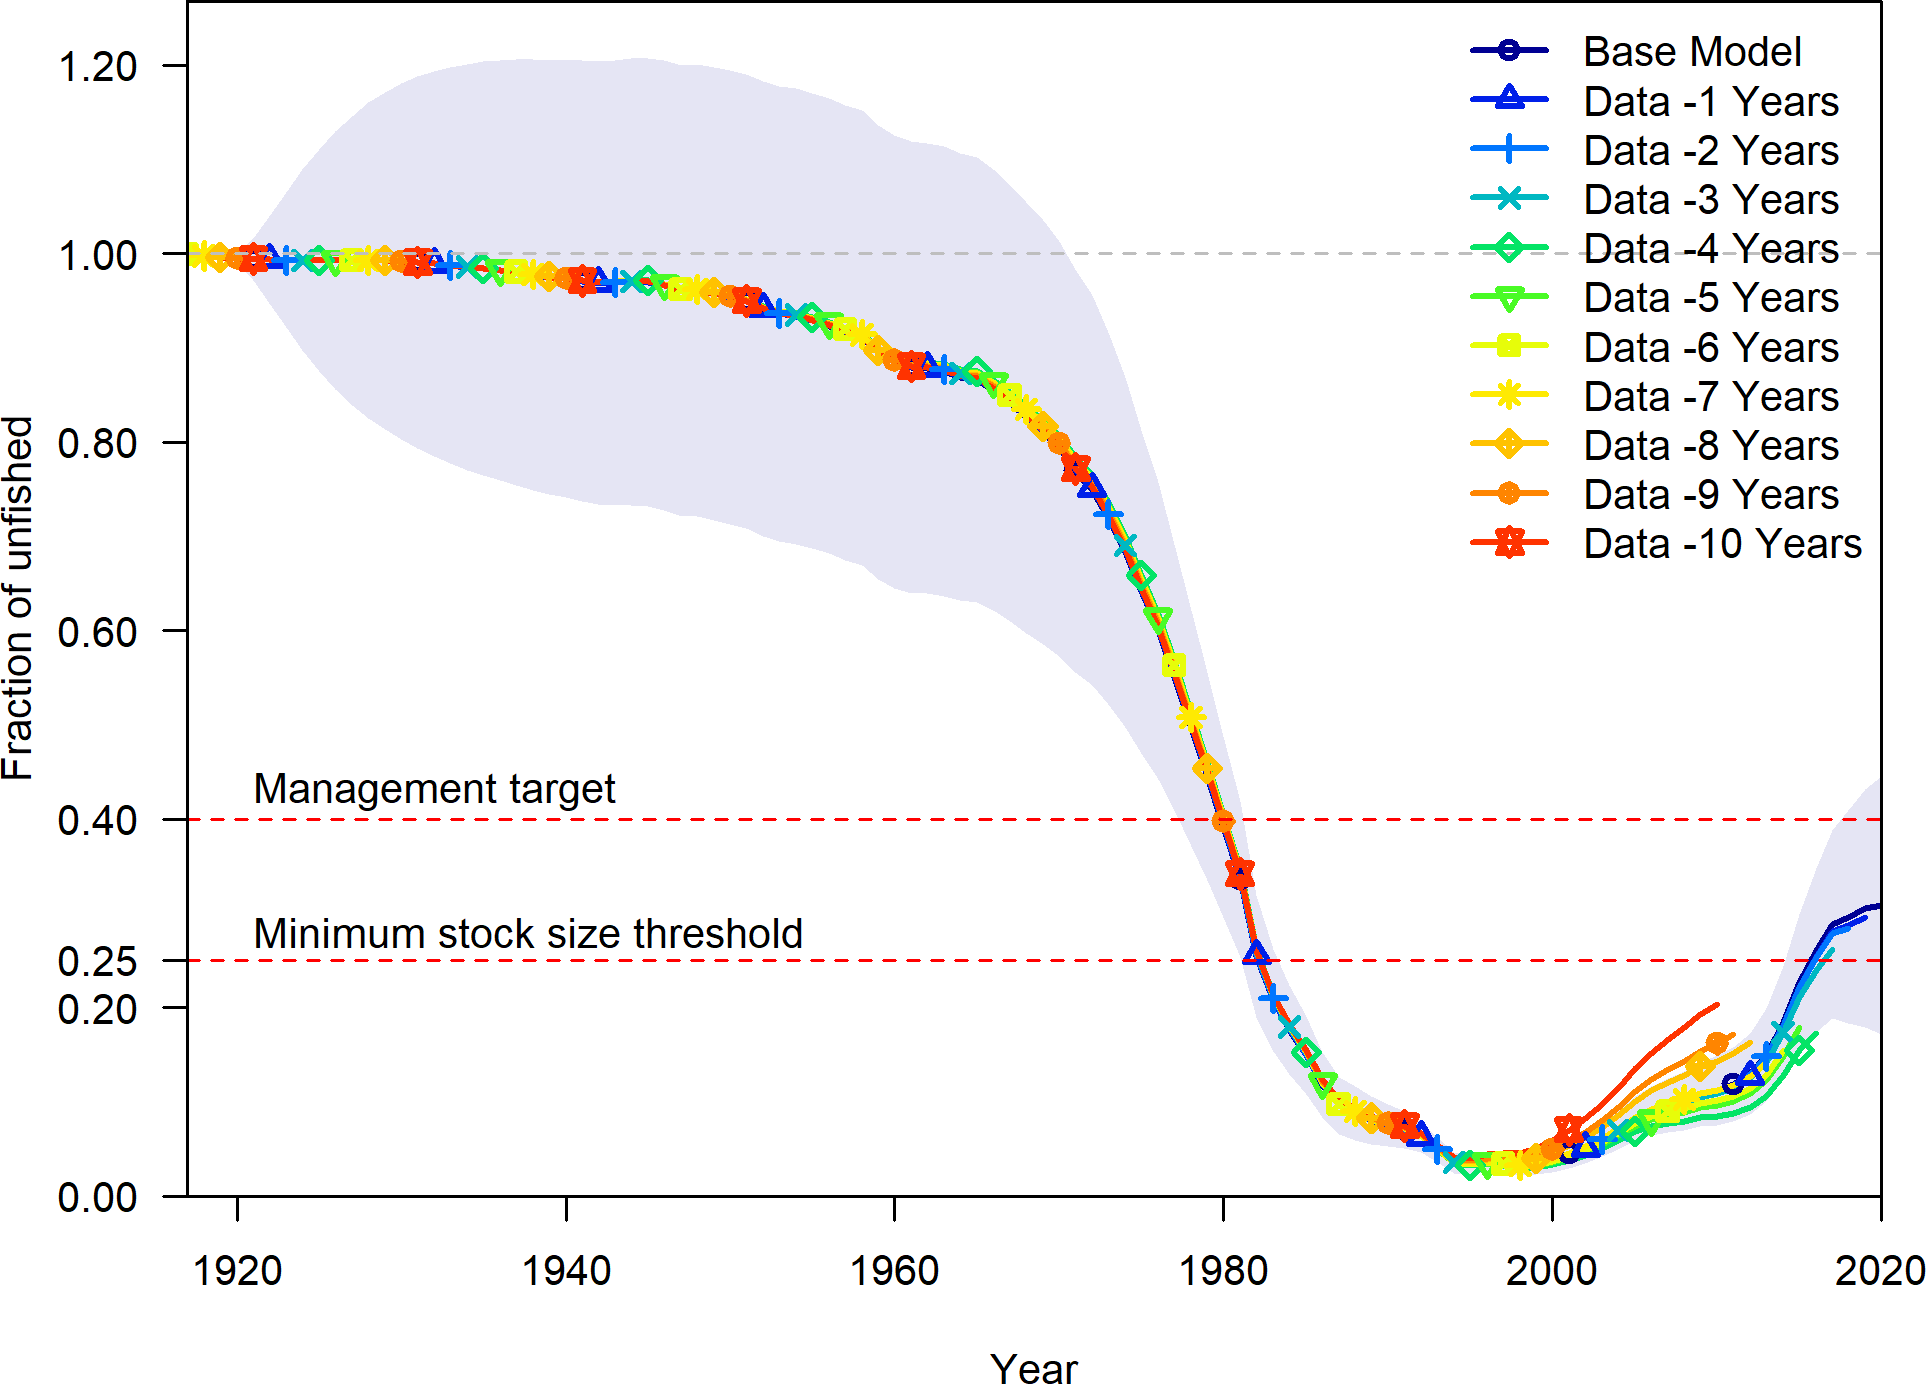 1.20
1.00
0.80
0.60
0.40
0.25
0.20
0.00
Fraction of unfished
Base Model
Data -1 Years
Data -2 Years
Data -3 Years
Data -4 Years
Data -5 Years
Data -6 Years
Data -7 Years
Data -8 Years
Data -9 Years
Data -10 Years
Management target
Minimum stock size threshold
1920 1940 1960 1980 2000 2020
Year